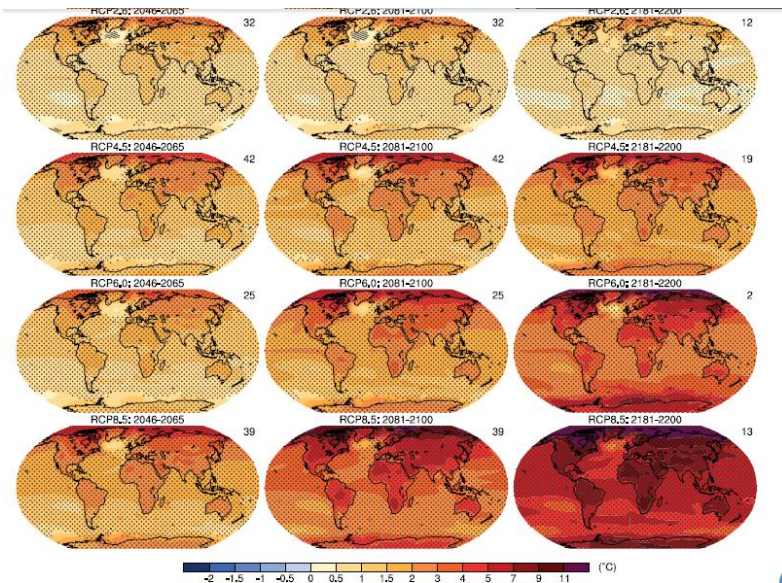 RCP2.6: 2046-2065
RCP2.6: 2081-2100
RCP2.6: 2181-2200
32
32
12
RCP4.5: 2046-2065
RCP4.5: 2081-2100
RCP4.5: 2181-2200
42
42
19
RCP6.0: 2046-2065
RCP6.0: 2081-2100
RCP6.0: 2181-2200
25
25
2
RCP8.5: 2046-2065
RCP8.5: 2081-2100
RCP8.5: 2181-2200
39
39
13
(°C)
-2 -1.5 -1 -0.5 0 0.5 1 1.5 2 3 4 5 7 9 11